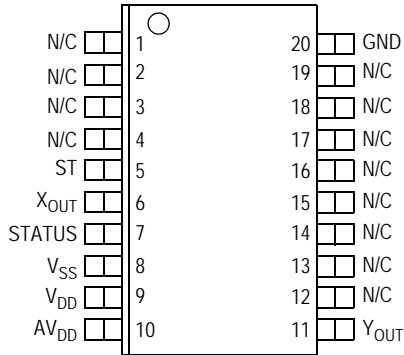 N/C 1 20 GND
N/C 2 19 N/C
N/C 3 18 N/C
N/C 4 17 N/C
ST 5 16 N/C
XOUT 6 15 N/C
STATUS 7 14 N/C
VSS 8 13 N/C
VDD 9 12 N/C
AVDD 10 11 YOUT